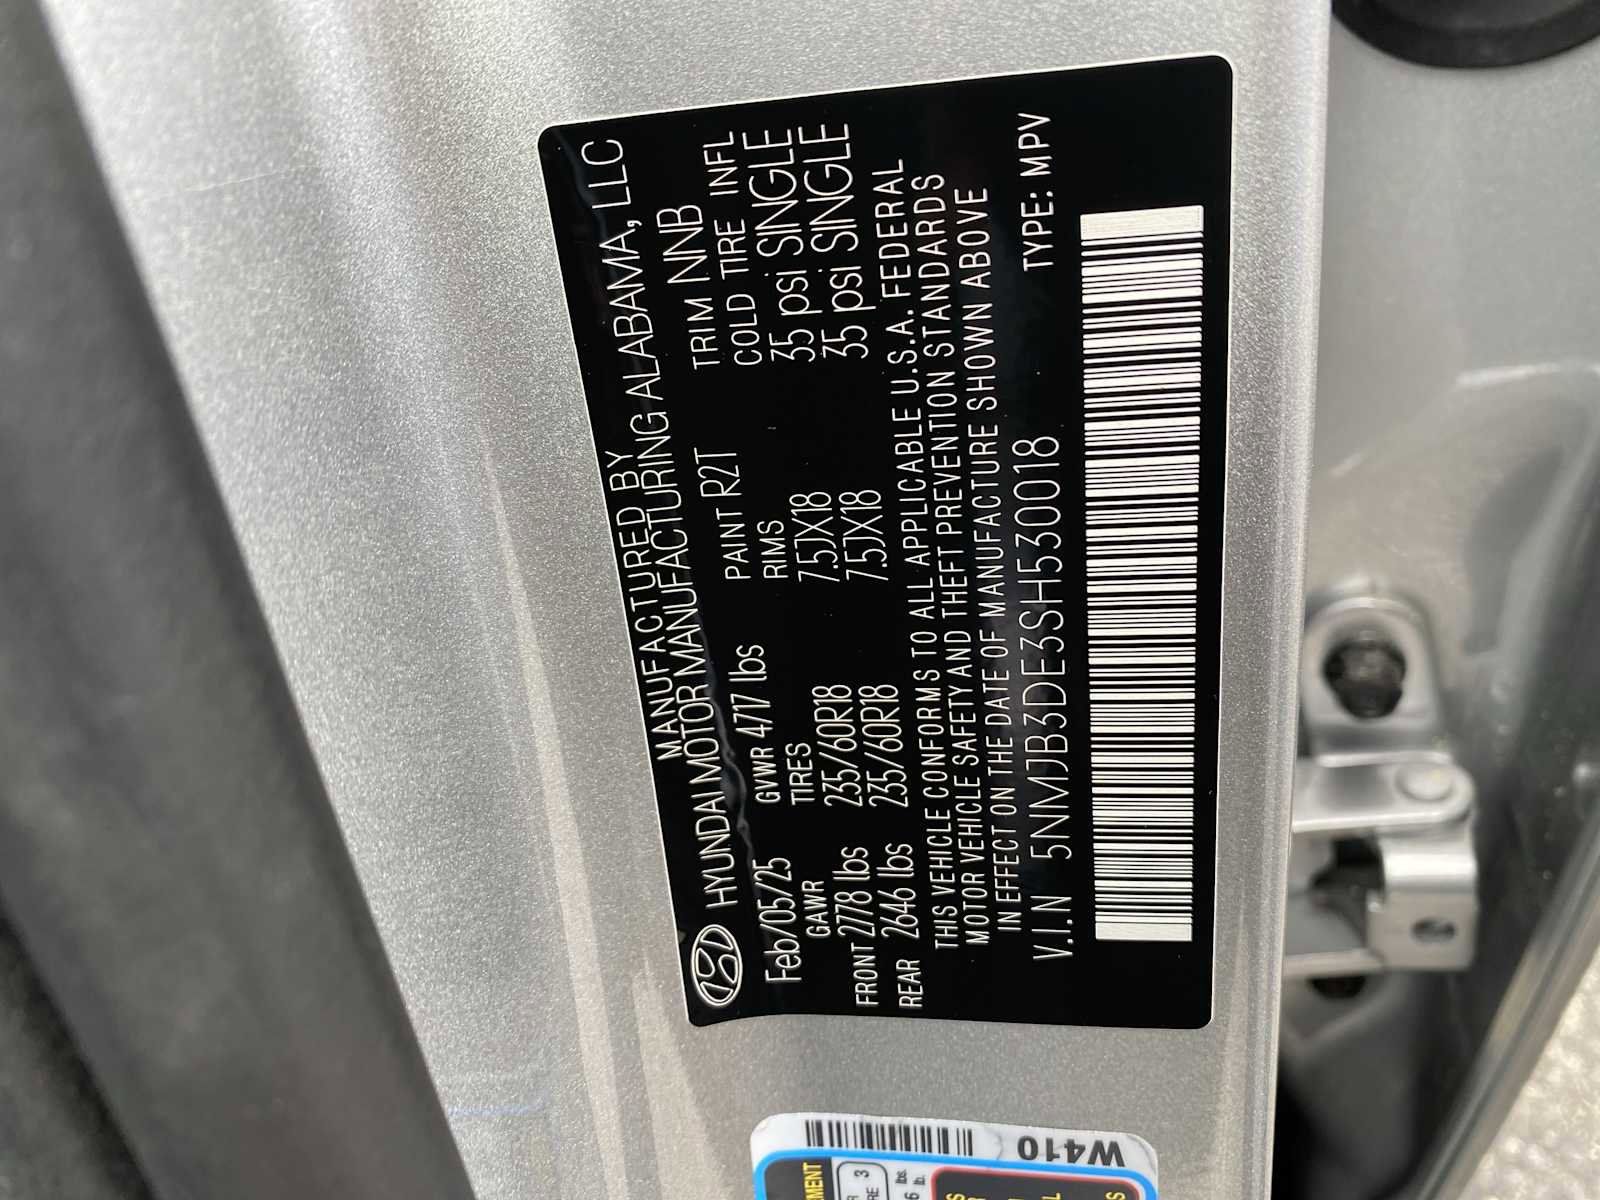 MANUFACTURED BY
HYUNDAI MOTOR MANUFACTURING ALABAMA, LLC
Feb/05/25 GVWR 4717 lbs PAINT R2T TRIM NNB
GAWR TIRES RIMS COLD TIRE INFL
FRONT 2778 lbs 235/60R18 7.5JX18 35 psi SINGLE
REAR 2646 lbs 235/60R18 7.5JX18 35 psi SINGLE
THIS VEHICLE CONFORMS TO ALL APPLICABLE U.S.A. FEDERAL
MOTOR VEHICLE SAFETY AND THEFT PREVENTION STANDARDS
IN EFFECT ON THE DATE OF MANUFACTURE SHOWN ABOVE
V.I.N 5NMJB3DE3SH530018 TYPE: MPV
W410